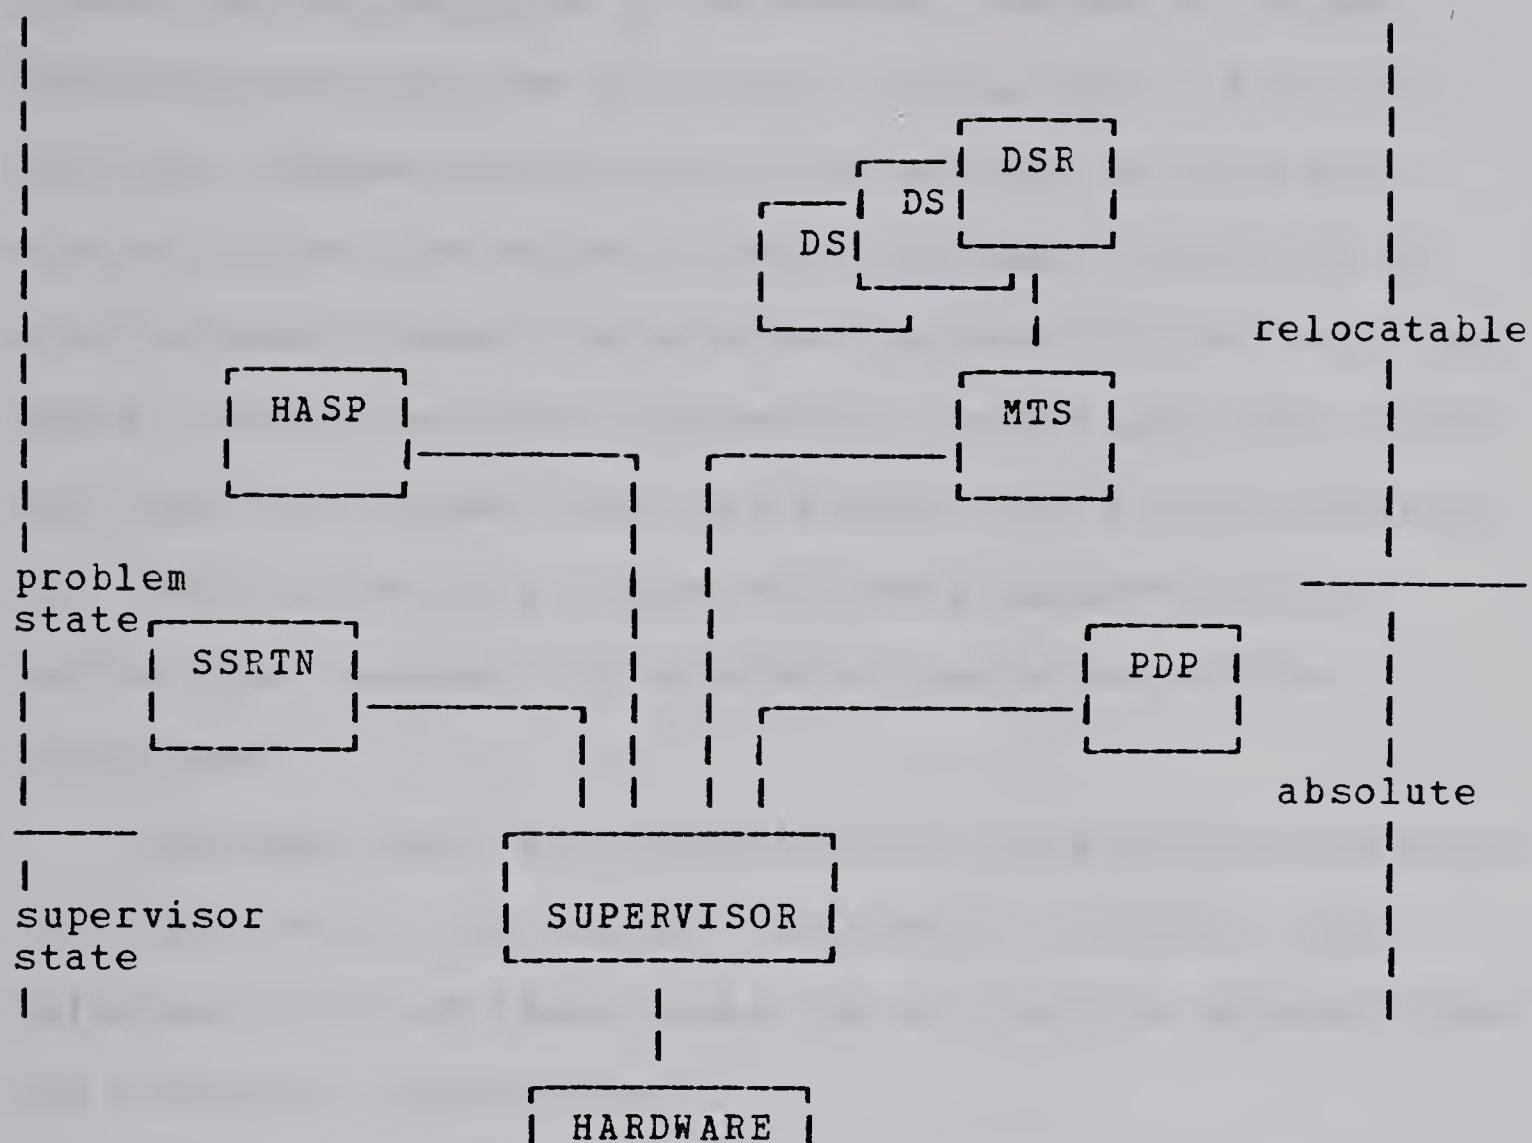 DSR
DS
DS
relocatable
HASP
MTS
problem
state
SSRTN
PDP
absolute
supervisor
state
SUPERVISOR
HARDWARE